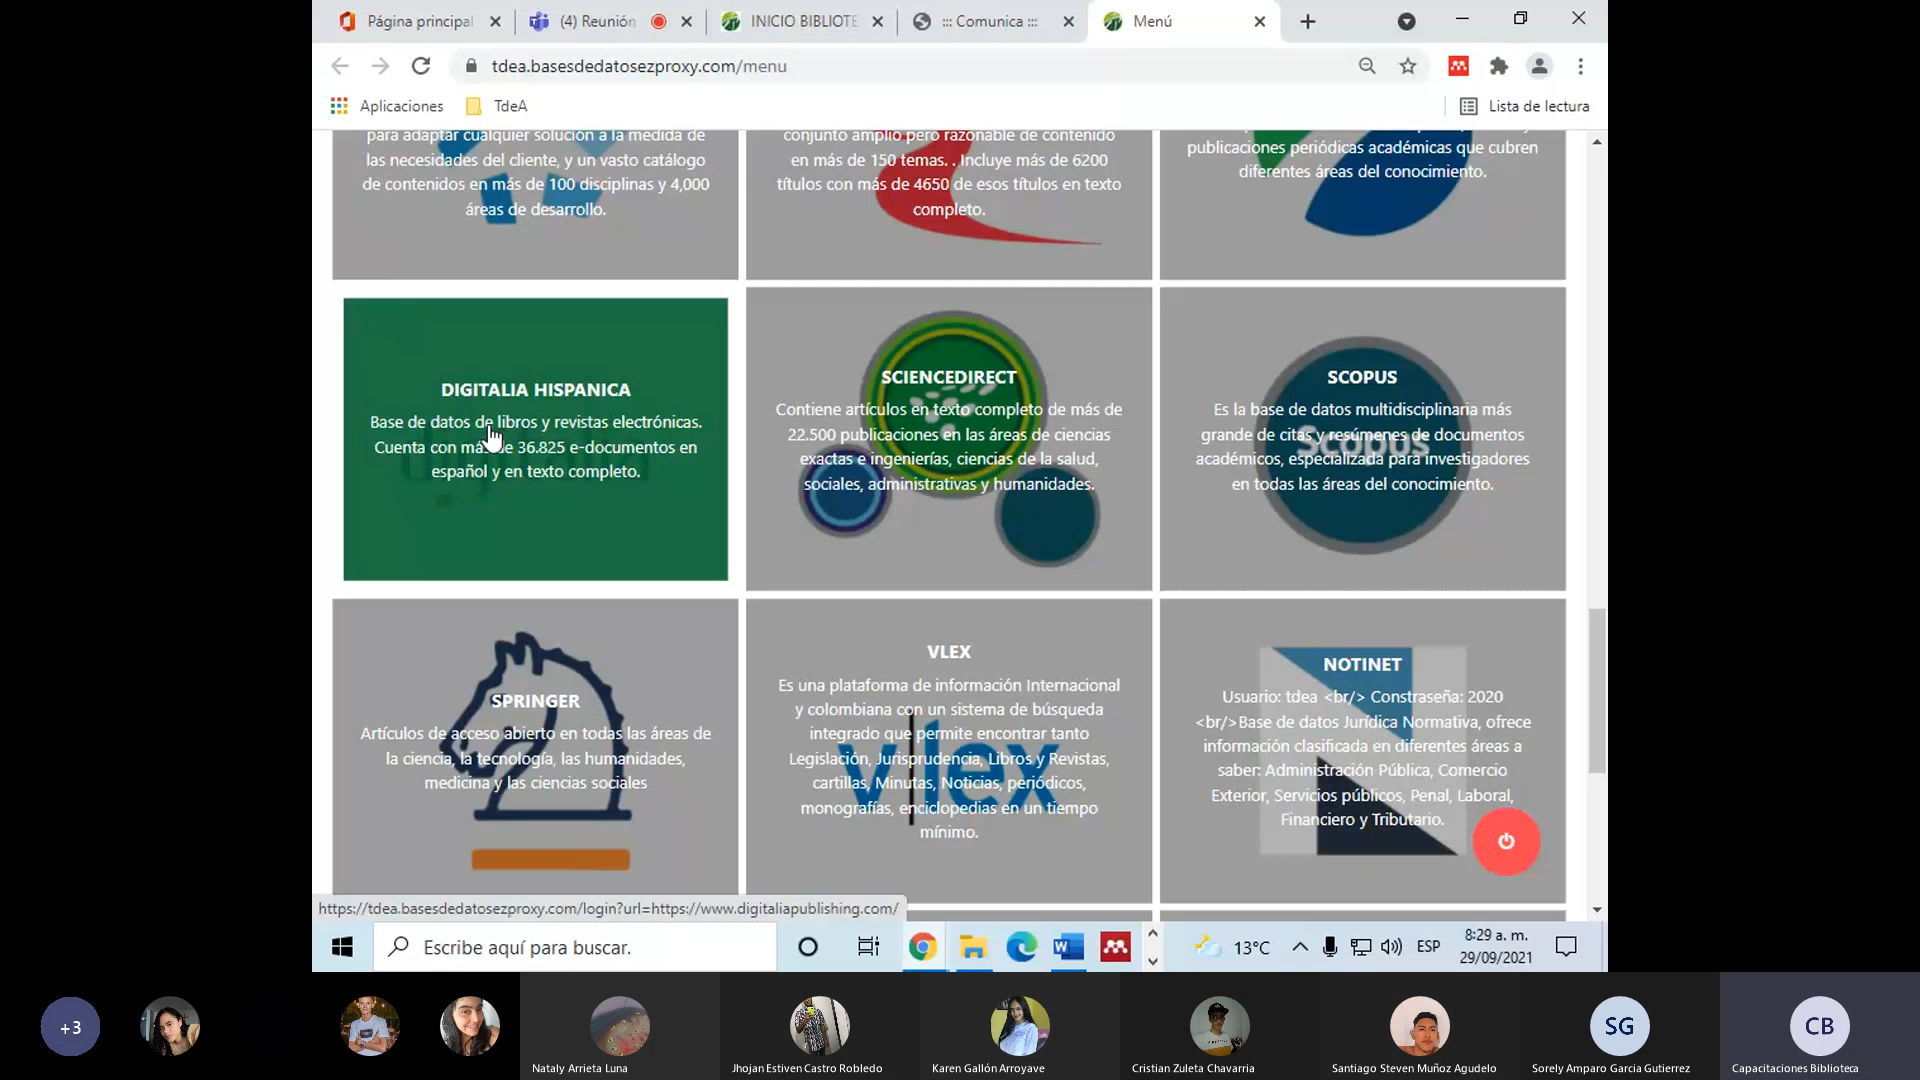 Página principal
(4) Reunión
INICIO BIBLIOTE
::: Comunica :::
Menú
tdea.basesdedatosezproxy.com/menu
Aplicaciones
TdeA
Lista de lectura
para adaptar cualquier solución a la medida de
las necesidades del cliente, y un vasto catálogo
de contenidos en más de 100 disciplinas y 4,000
áreas de desarrollo.
conjunto amplio pero razonable de contenido
en más de 150 temas. . Incluye más de 6200
títulos con más de 4650 de esos títulos en texto
completo.
publicaciones periódicas académicas que cubren
diferentes áreas del conocimiento.
DIGITALIA HISPANICA
Base de datos de libros y revistas electrónicas.
Cuenta con más de 36.825 e-documentos en
español y en texto completo.
SCIENCEDIRECT
Contiene artículos en texto completo de más de
22.500 publicaciones en las áreas de ciencias
exactas e ingenierías, ciencias de la salud,
sociales, administrativas y humanidades.
SCOPUS
Es la base de datos multidisciplinaria más
grande de citas y resúmenes de documentos
académicos, especializada para investigadores
en todas las áreas del conocimiento.
Scopus
SPRINGER
Artículos de acceso abierto en todas las áreas de
la ciencia, la tecnología, las humanidades,
medicina y las ciencias sociales
VLEX
Es una plataforma de información Internacional
y colombiana con un sistema de búsqueda
integrado que permite encontrar tanto
Legislación, Jurisprudencia, Libros y Revistas,
cartillas, Minutas, Noticias, periódicos,
monografías, enciclopedias en un tiempo
mínimo.
v|lex
NOTINET
Usuario: tdea <br/> Constraseña: 2020
<br/>Base de datos Jurídica Normativa, ofrece
información clasificada en diferentes áreas a
saber: Administración Pública, Comercio
Exterior, Servicios públicos, Penal, Laboral,
Financiero y Tributario.
https://tdea.basesdedatosezproxy.com/login?url=https://www.digitaliapublishing.com/
Escribe aquí para buscar.
13°C
ESP
8:29 a. m.
29/09/2021
+3
Nataly Arrieta Luna
Jhojan Estiven Castro Robledo
Karen Gallón Arroyave
Cristian Zuleta Chavarria
Santiago Steven Muñoz Agudelo
SG
Sorely Amparo Garcia Gutierrez
CB
Capacitaciones Biblioteca